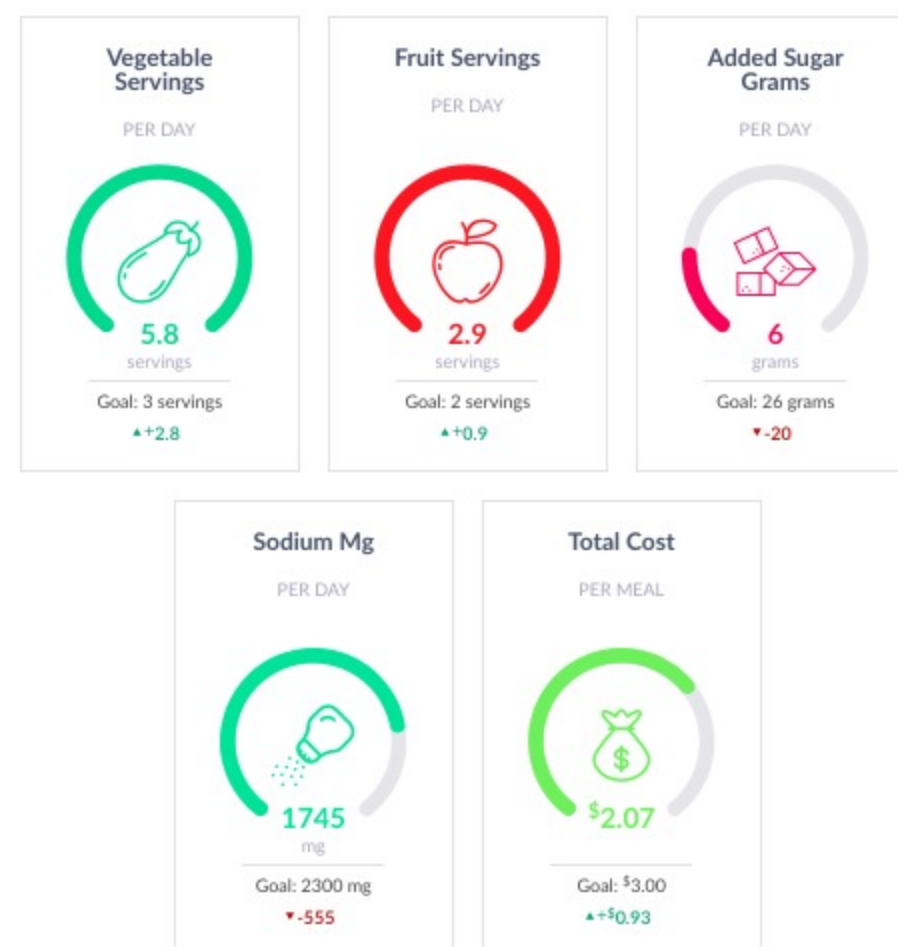 Vegetable
Servings
PER DAY
5.8
servings
Goal: 3 servings
▲+2.8
Fruit Servings
PER DAY
2.9
servings
Goal: 2 servings
▲+0.9
Added Sugar
Grams
PER DAY
6
grams
Goal: 26 grams
▼-20
Sodium Mg
PER DAY
1745
mg
Goal: 2300 mg
▼-555
Total Cost
PER MEAL
$
$2.07
Goal: $3.00
▲+$0.93